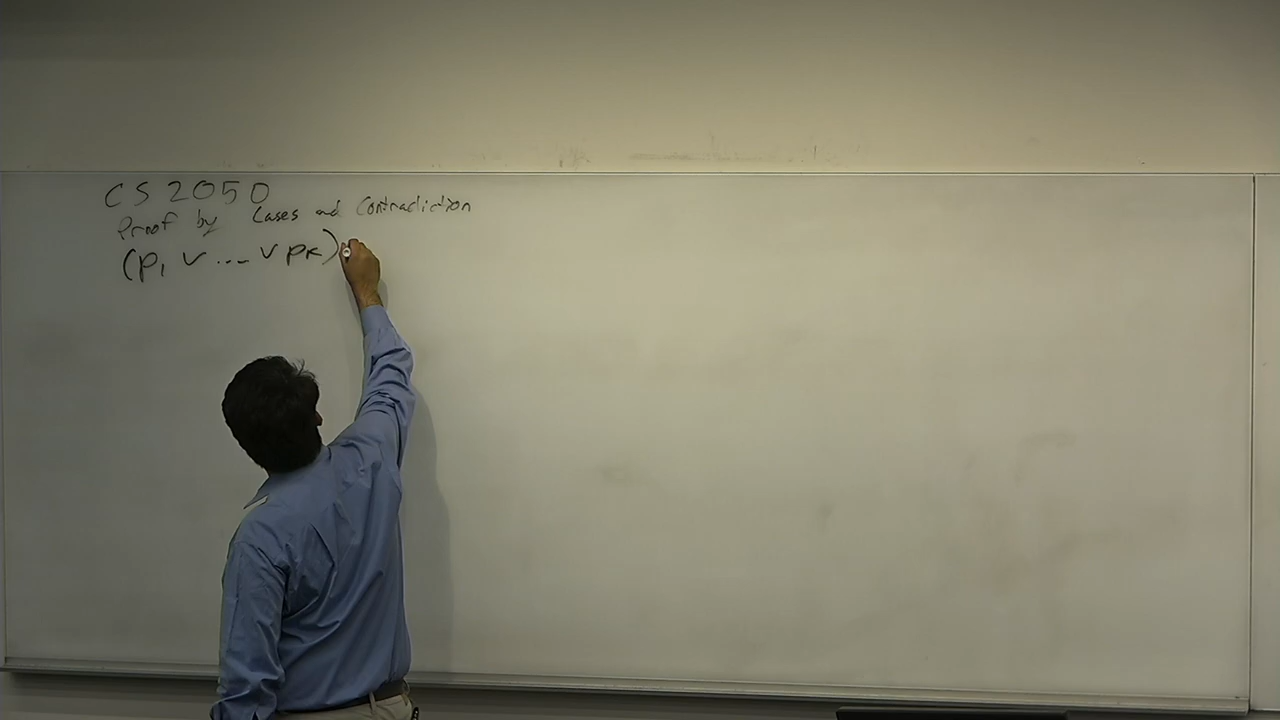 CS 2050
Proof by Cases and Contradiction
(p₁ ∨ ... ∨ pₖ)